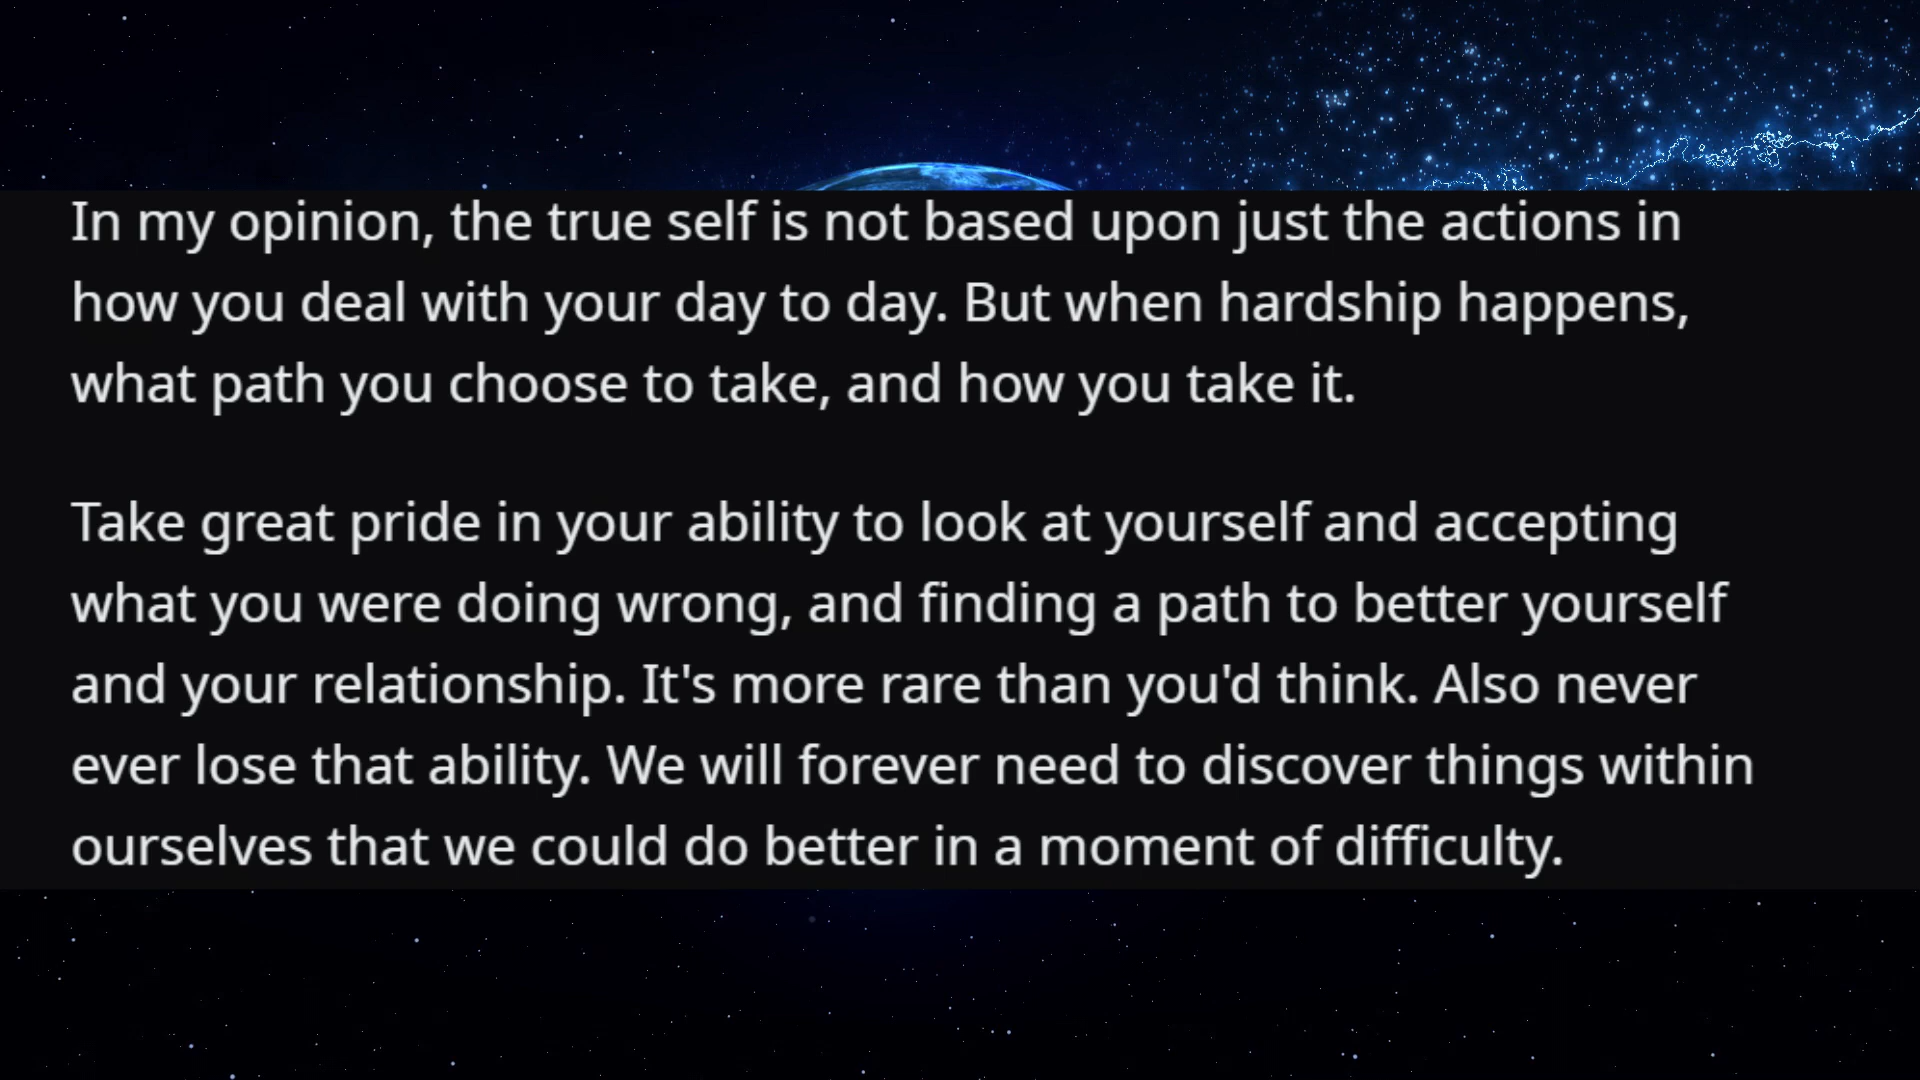 In my opinion, the true self is not based upon just the actions in
how you deal with your day to day. But when hardship happens,
what path you choose to take, and how you take it.
Take great pride in your ability to look at yourself and accepting
what you were doing wrong, and finding a path to better yourself
and your relationship. It's more rare than you'd think. Also never
ever lose that ability. We will forever need to discover things within
ourselves that we could do better in a moment of difficulty.